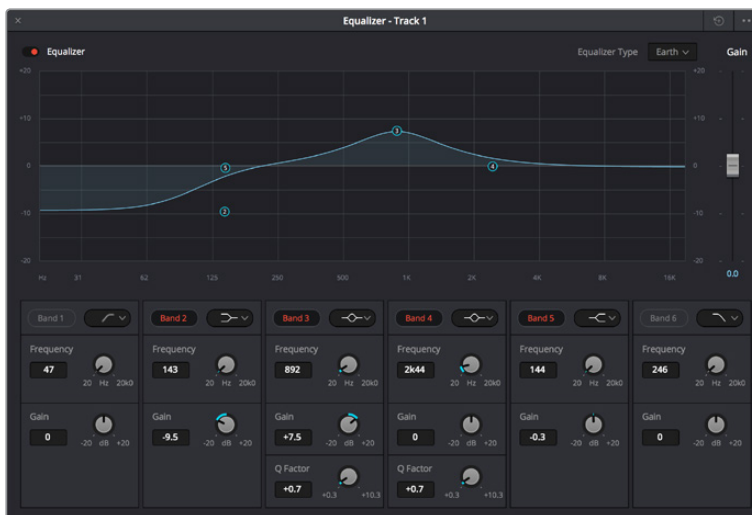 Equalizer - Track 1
Equalizer
Equalizer Type Earth Gain
+20 +20
+10 +10
0 0
-10 -10
-20 -20
5 2 3 4
Hz 31 62 125 250 500 1K 2K 4K 8K 16K
0.0
Band 1 Band 2 Band 3 Band 4 Band 5 Band 6
Frequency Frequency Frequency Frequency Frequency Frequency
47 143 892 2k44 144 246
20 Hz 20k0 20 Hz 20k0 20 Hz 20k0 20 Hz 20k0 20 Hz 20k0 20 Hz 20k0
Gain Gain Gain Gain Gain Gain
0 -9.5 +7.5 0 -0.3 0
-20 dB +20 -20 dB +20 -20 dB +20 -20 dB +20 -20 dB +20 -20 dB +20
Q Factor Q Factor
+0.7 +0.7
+0.3 +10.3 +0.3 +10.3